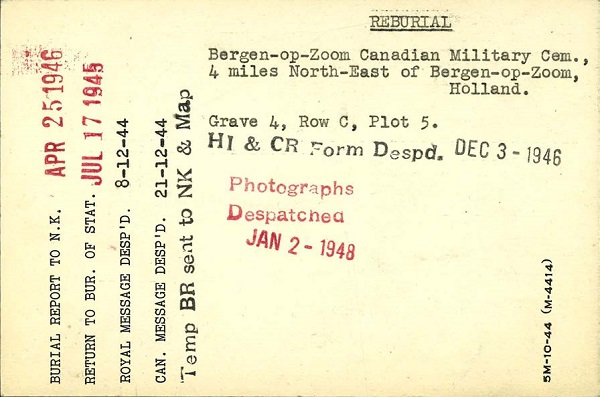 REBURIAL
Bergen-op-Zoom Canadian Military Cem.,
4 miles North-East of Bergen-op-Zoom,
Holland.
Grave 4, Row C, Plot 5.
HI & CR Form Despd. DEC 3 - 1946
Photographs
Despatched
JAN 2 - 1948
BURIAL REPORT TO N.K. APR 25 1946
RETURN TO BUR. OF STAT. JUL 17 1945
ROYAL MESSAGE DESP'D. 8-12-44
CAN. MESSAGE DESP'D. 21-12-44
Temp BR sent to NK & Map
5M-10-44 (M-4414)